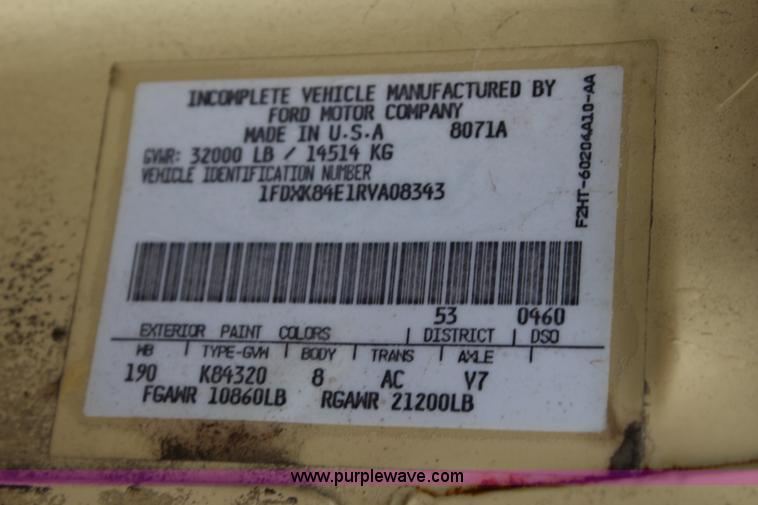 INCOMPLETE VEHICLE MANUFACTURED BY
FORD MOTOR COMPANY
MADE IN U.S.A 8071A
GVWR: 32000 LB / 14514 KG
VEHICLE IDENTIFICATION NUMBER
1FDXK84E1RVA08343
F2HT-60204A10-AA
53 0460
EXTERIOR PAINT COLORS DISTRICT DSO
WB TYPE-GVW BODY TRANS AXLE
190 K84320 8 AC V7
FGAWR 10860LB RGAWR 21200LB
www.purplewave.com